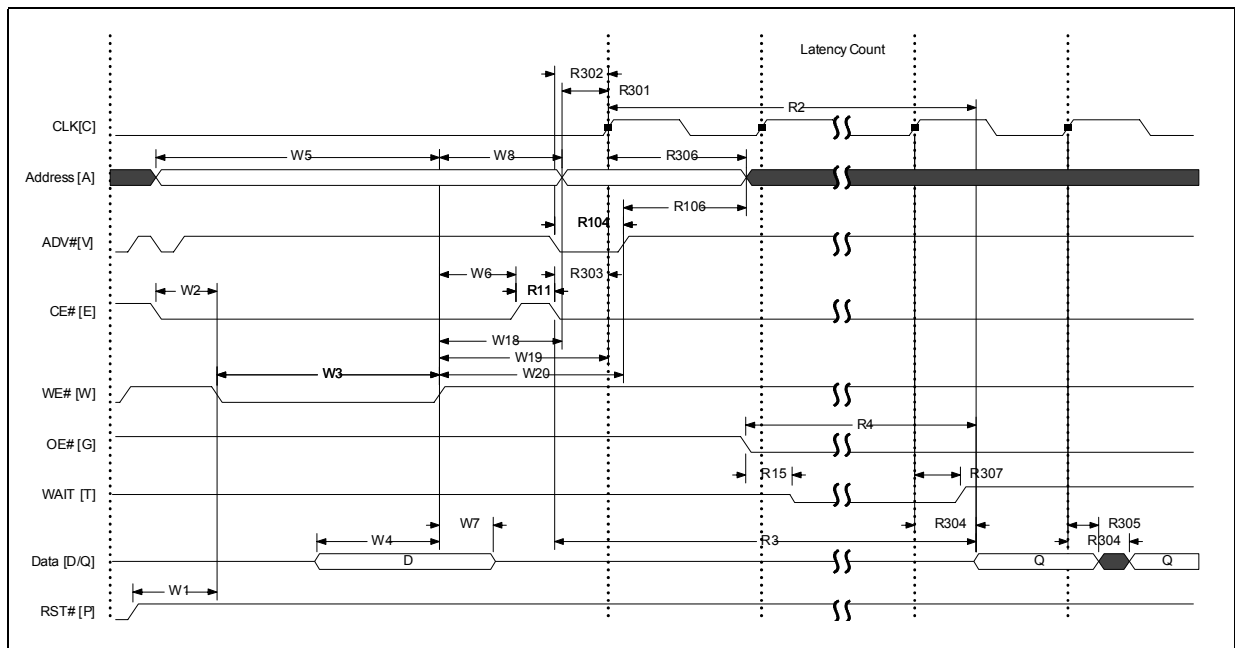 Latency Count
R302
R301
R2
CLK[C]
W5
W8
R306
Address [A]
R106
R104
ADV#[V]
W6
R303
W2
R11
CE# [E]
W18
W19
W3
W20
WE# [W]
R4
OE# [G]
R15
R307
WAIT [T]
W7
R304
R305
W4
R3
R304
Data [D/Q]
D
Q
Q
W1
RST# [P]